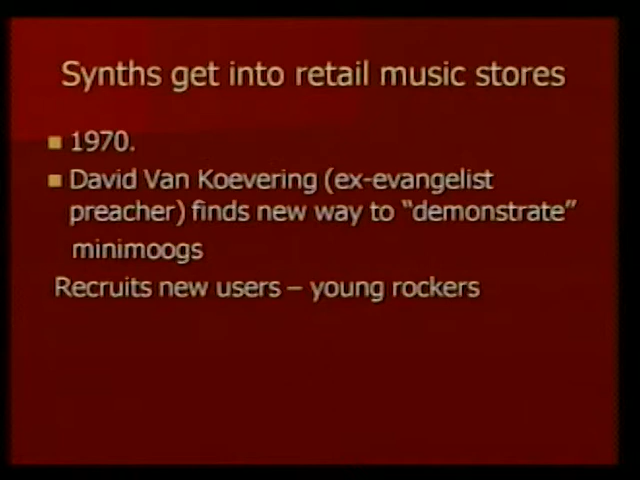 Synths get into retail music stores
1970.
David Van Koevering (ex-evangelist
preacher) finds new way to “demonstrate”
minimoogs
Recruits new users – young rockers